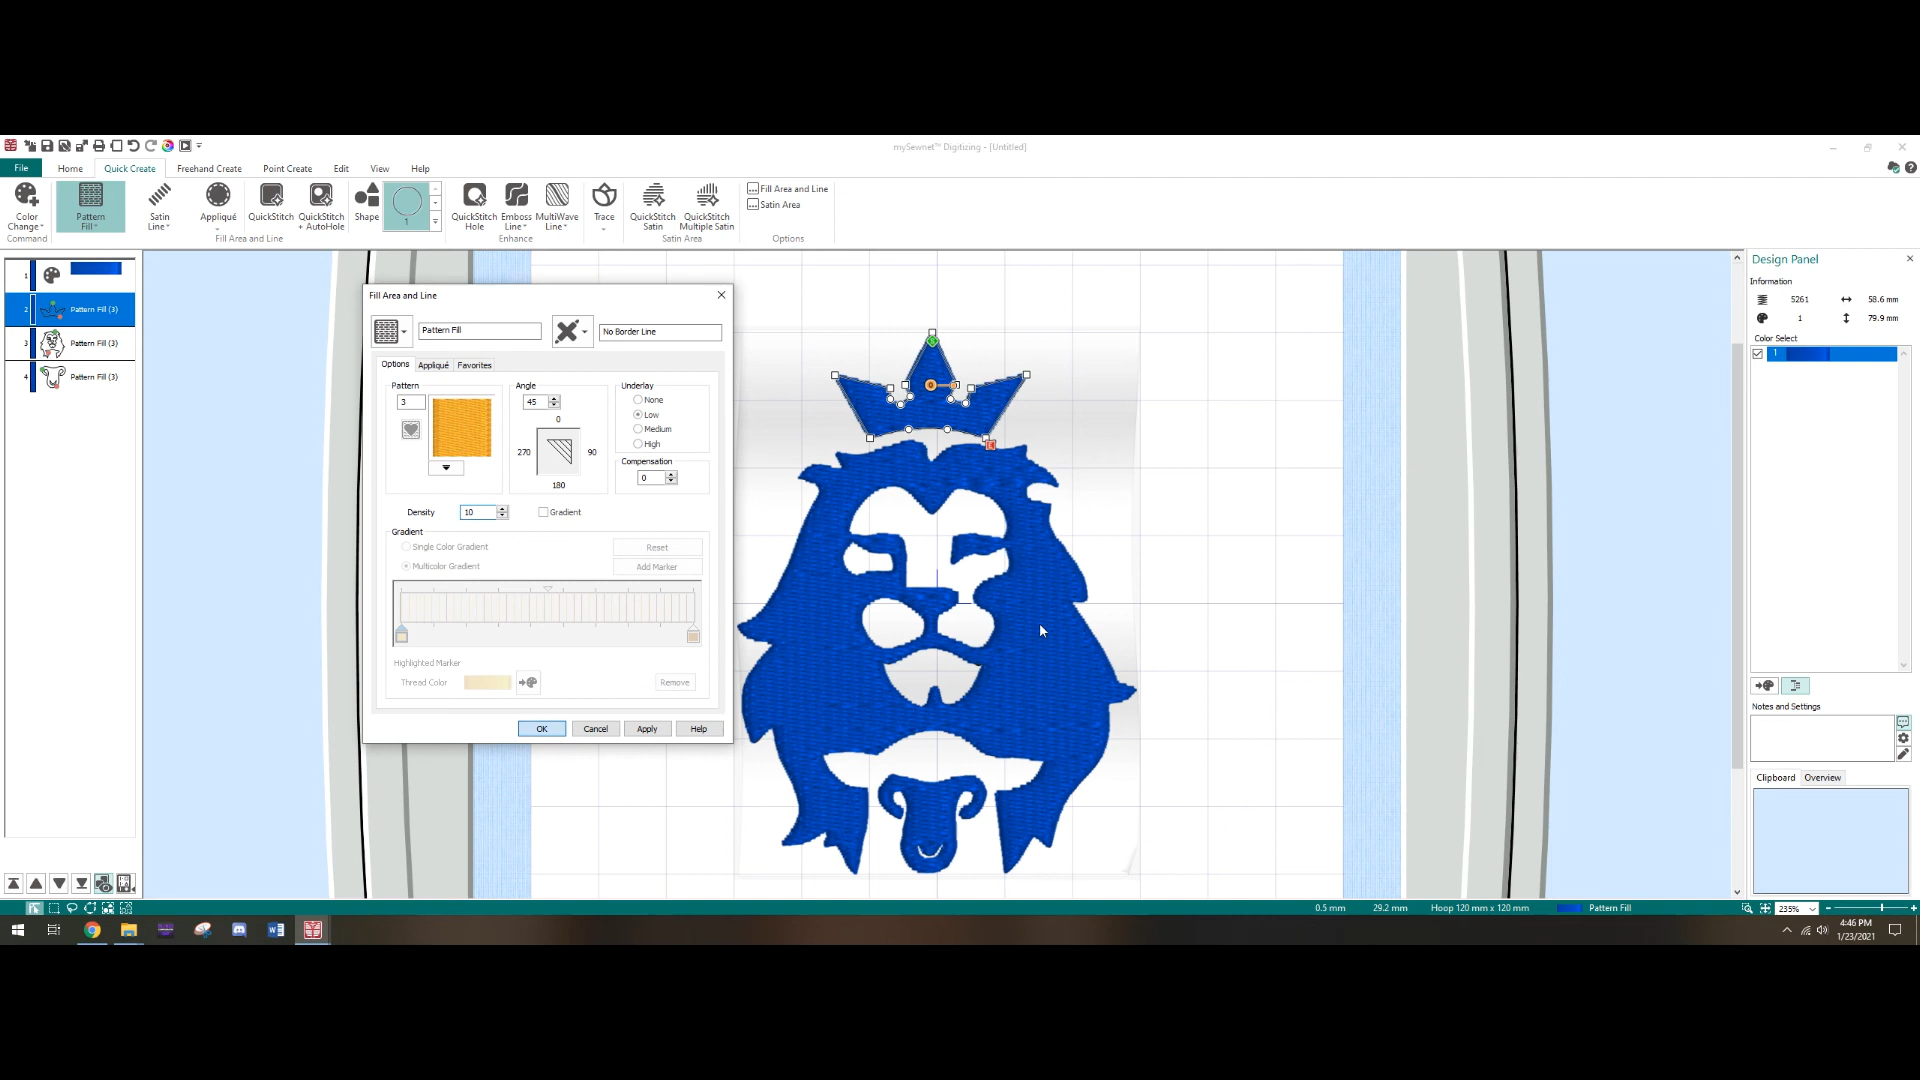 mySewnet™ Digitizing - [Untitled]
File Home Quick Create Freehand Create Point Create Edit View Help
Color Change
Pattern Fill
Satin Line
Appliqué
QuickStitch
QuickStitch + AutoHole
Shape
1
QuickStitch Hole
Emboss Line
MultiWave Line
Trace
QuickStitch Satin
QuickStitch Multiple Satin
Fill Area and Line
Satin Area
Command
Fill Area and Line
Enhance
Satin Area
Options
1
2 Pattern Fill (3)
3 Pattern Fill (3)
4 Pattern Fill (3)
Fill Area and Line
Pattern Fill
No Border Line
Options Appliqué Favorites
Pattern
3
Angle
45
0
270
90
180
Underlay
None
Low
Medium
High
Compensation
0
Density 10 Gradient
Gradient
Single Color Gradient Reset
Multicolor Gradient Add Marker
Highlighted Marker
Thread Color Remove
OK Cancel Apply Help
Design Panel
Information
5261 58.6 mm
1 79.9 mm
Color Select
1
Notes and Settings
Clipboard Overview
0.5 mm 29.2 mm Hoop 120 mm x 120 mm Pattern Fill 235%
4:46 PM
1/23/2021